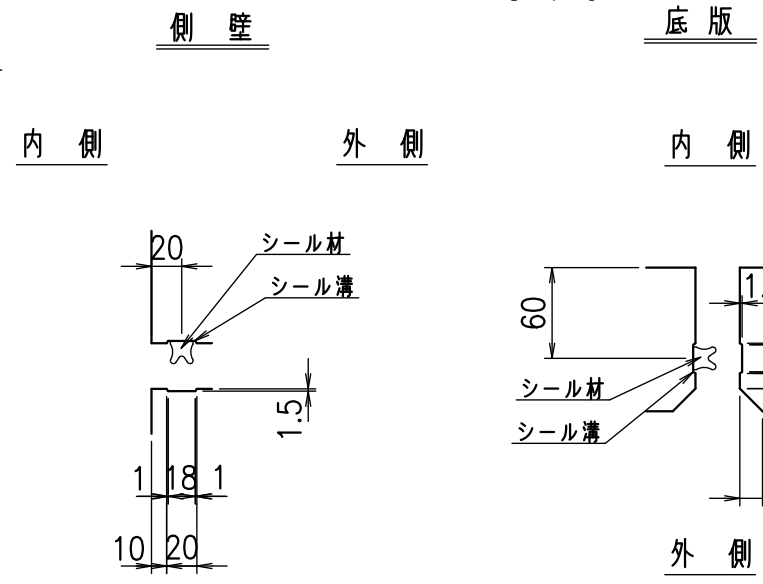 側 壁
底 版
内 側
外 側
内 側
20
シール材
シール溝
60
1.5
シール材
シール溝
1 18 1
10 20
外 側